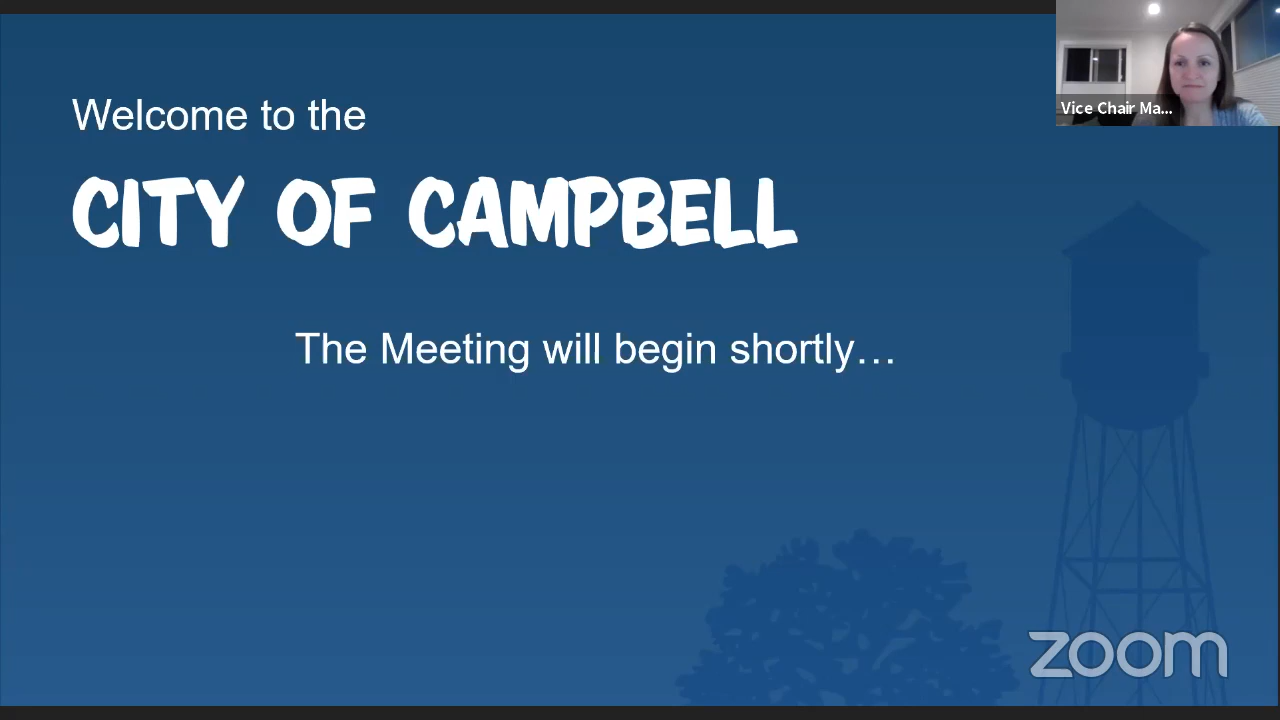 Welcome to the
CITY OF CAMPBELL
The Meeting will begin shortly…
Vice Chair Ma...
zoom